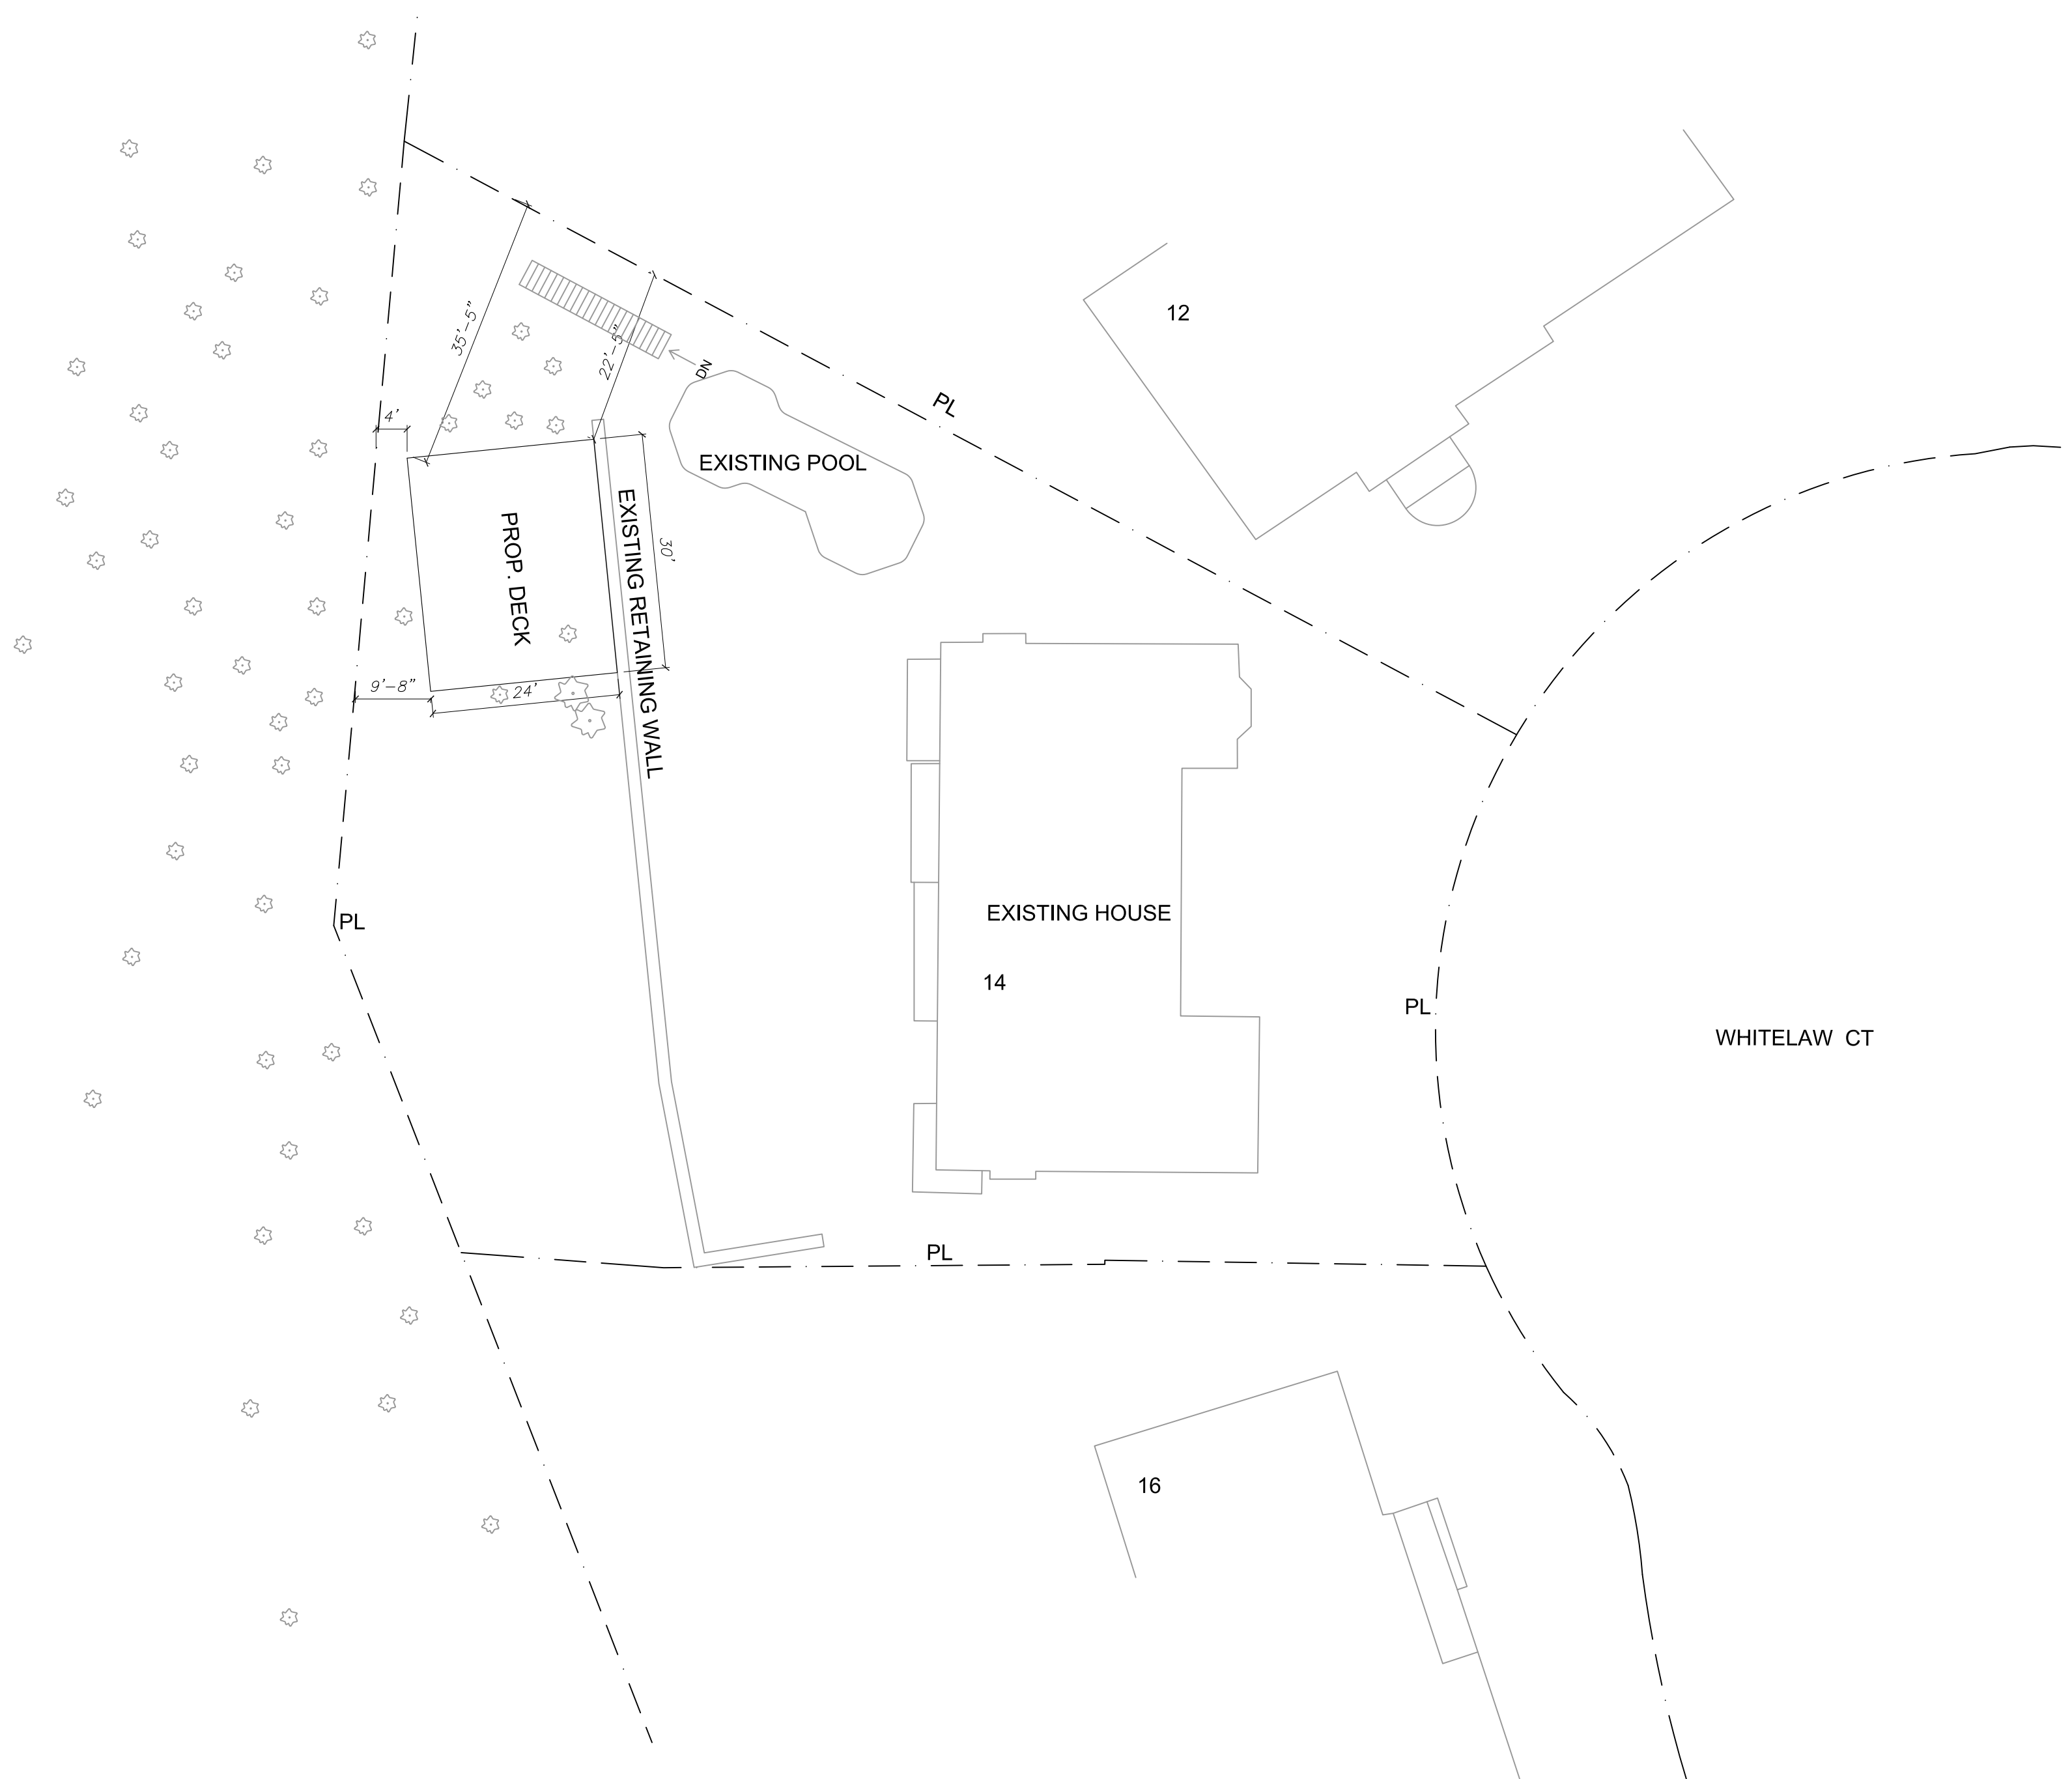 12
35'-5"
22'-5"
DN
PL
4'
EXISTING POOL
PROP. DECK
EXISTING RETAINING WALL
30'
9'-8"
24'
PL
EXISTING HOUSE
14
PL
WHITELAW CT
PL
16